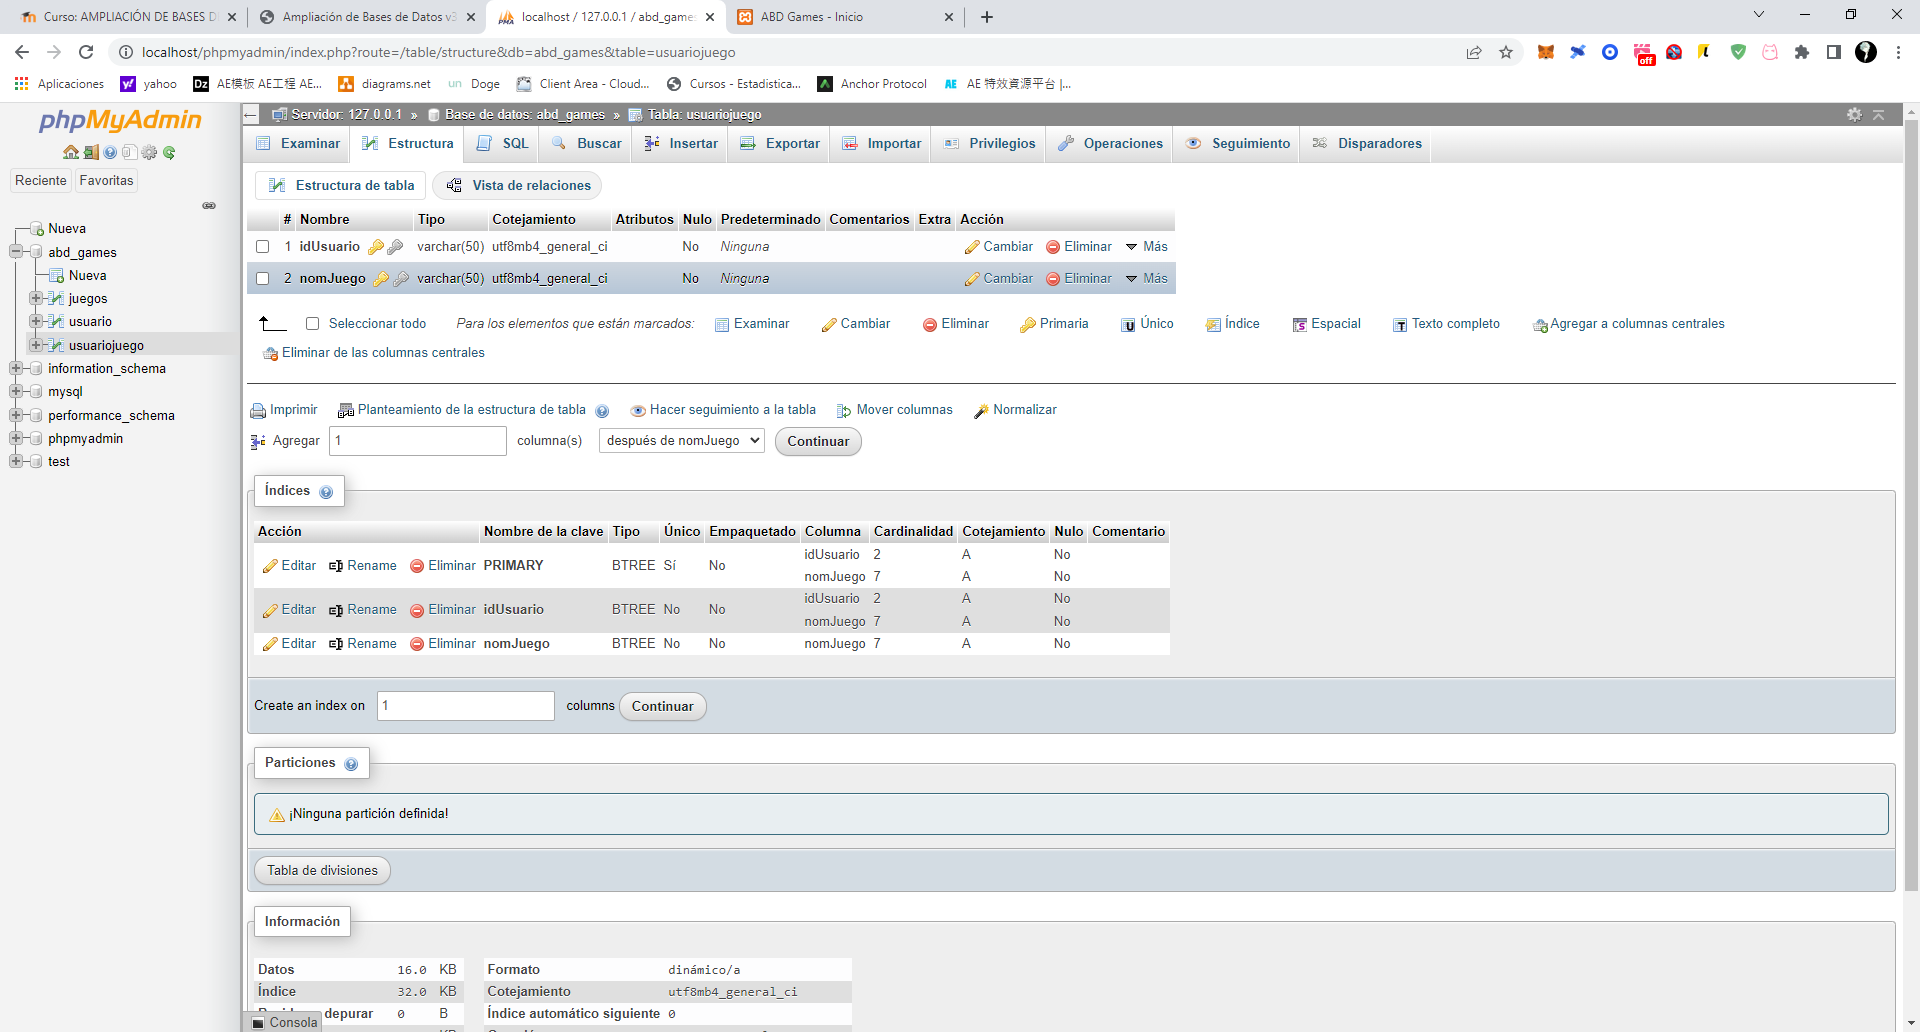 Curso: AMPLIACIÓN DE BASES D
Ampliación de Bases de Datos v3
localhost / 127.0.0.1 / abd_games
ABD Games - Inicio
localhost/phpmyadmin/index.php?route=/table/structure&db=abd_games&table=usuariojuego
off
Aplicaciones
yahoo
AE模板 AE工程 AE...
diagrams.net
un Doge
Client Area - Cloud...
Cursos - Estadistica...
Anchor Protocol
AE AE 特效資源平台 |...
phpMyAdmin
Reciente
Favoritas
Nueva
abd_games
Nueva
juegos
usuario
usuariojuego
information_schema
mysql
performance_schema
phpmyadmin
test
Servidor: 127.0.0.1 » Base de datos: abd_games » Tabla: usuariojuego
Examinar Estructura SQL Buscar Insertar Exportar Importar Privilegios Operaciones Seguimiento Disparadores
Estructura de tabla Vista de relaciones
# Nombre Tipo Cotejamiento Atributos Nulo Predeterminado Comentarios Extra Acción
1 idUsuario varchar(50) utf8mb4_general_ci No Ninguna Cambiar Eliminar Más
2 nomJuego varchar(50) utf8mb4_general_ci No Ninguna Cambiar Eliminar Más
Seleccionar todo Para los elementos que están marcados: Examinar Cambiar Eliminar Primaria Único Índice Espacial Texto completo Agregar a columnas centrales
Eliminar de las columnas centrales
Imprimir Planteamiento de la estructura de tabla Hacer seguimiento a la tabla Mover columnas Normalizar
Agregar 1 columna(s) después de nomJuego Continuar
Índices
Acción Nombre de la clave Tipo Único Empaquetado Columna Cardinalidad Cotejamiento Nulo Comentario
Editar Rename Eliminar PRIMARY BTREE Sí No idUsuario 2 A No
nomJuego 7 A No
Editar Rename Eliminar idUsuario BTREE No No idUsuario 2 A No
nomJuego 7 A No
Editar Rename Eliminar nomJuego BTREE No No nomJuego 7 A No
Create an index on 1 columns Continuar
Particiones
¡Ninguna partición definida!
Tabla de divisiones
Información
Datos 16.0 KB
Índice 32.0 KB
depurar 0 B
Formato dinámico/a
Cotejamiento utf8mb4_general_ci
Índice automático siguiente 0
Consola